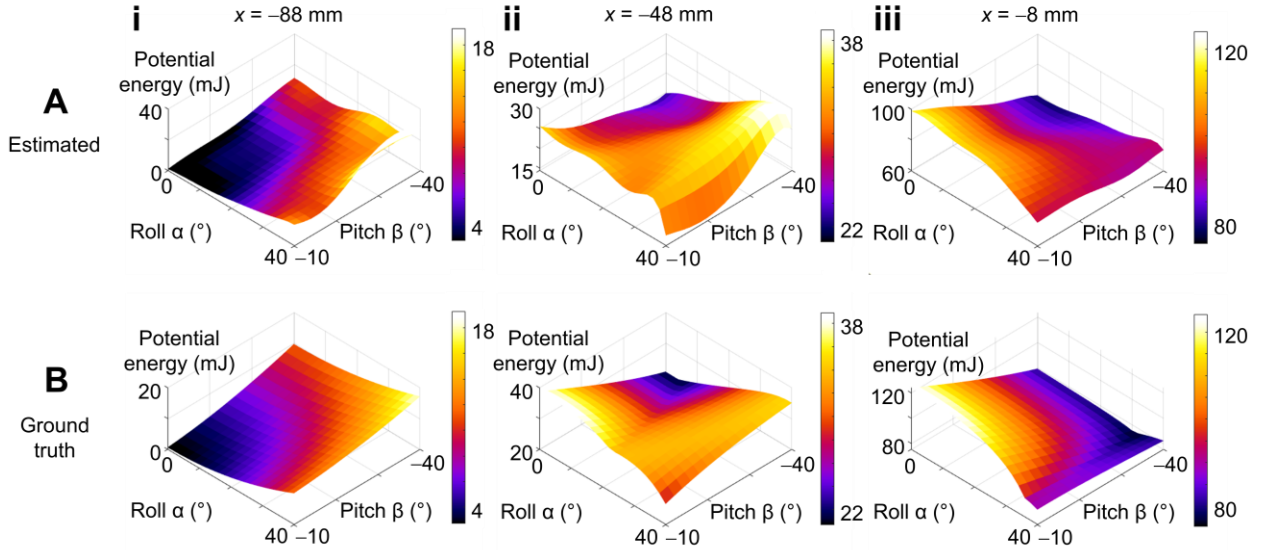 i x = −88 mm
ii x = −48 mm
iii x = −8 mm
A
Estimated
Potential
energy (mJ)
40
0
0
Roll α (°)
40 −10
Pitch β (°)
−40
18
4
Potential
energy (mJ)
30
15
0
Roll α (°)
40 −10
Pitch β (°)
−40
38
22
Potential
energy (mJ)
100
60
0
Roll α (°)
40 −10
Pitch β (°)
−40
120
80
B
Ground
truth
Potential
energy (mJ)
20
0
0
Roll α (°)
40 −10
Pitch β (°)
−40
18
4
Potential
energy (mJ)
40
20
0
Roll α (°)
40 −10
Pitch β (°)
−40
38
22
Potential
energy (mJ)
120
80
0
Roll α (°)
40 −10
Pitch β (°)
−40
120
80